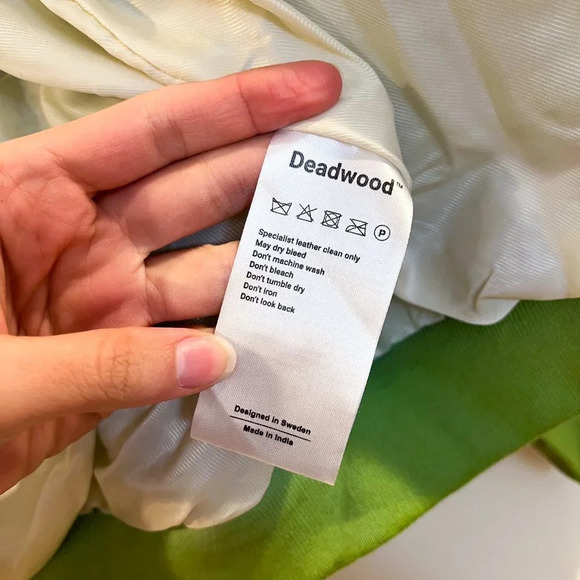 Deadwood™
P
Specialist leather clean only
May dry bleed
Don't machine wash
Don't bleach
Don't tumble dry
Don't iron
Don't look back
Designed in Sweden
Made in India